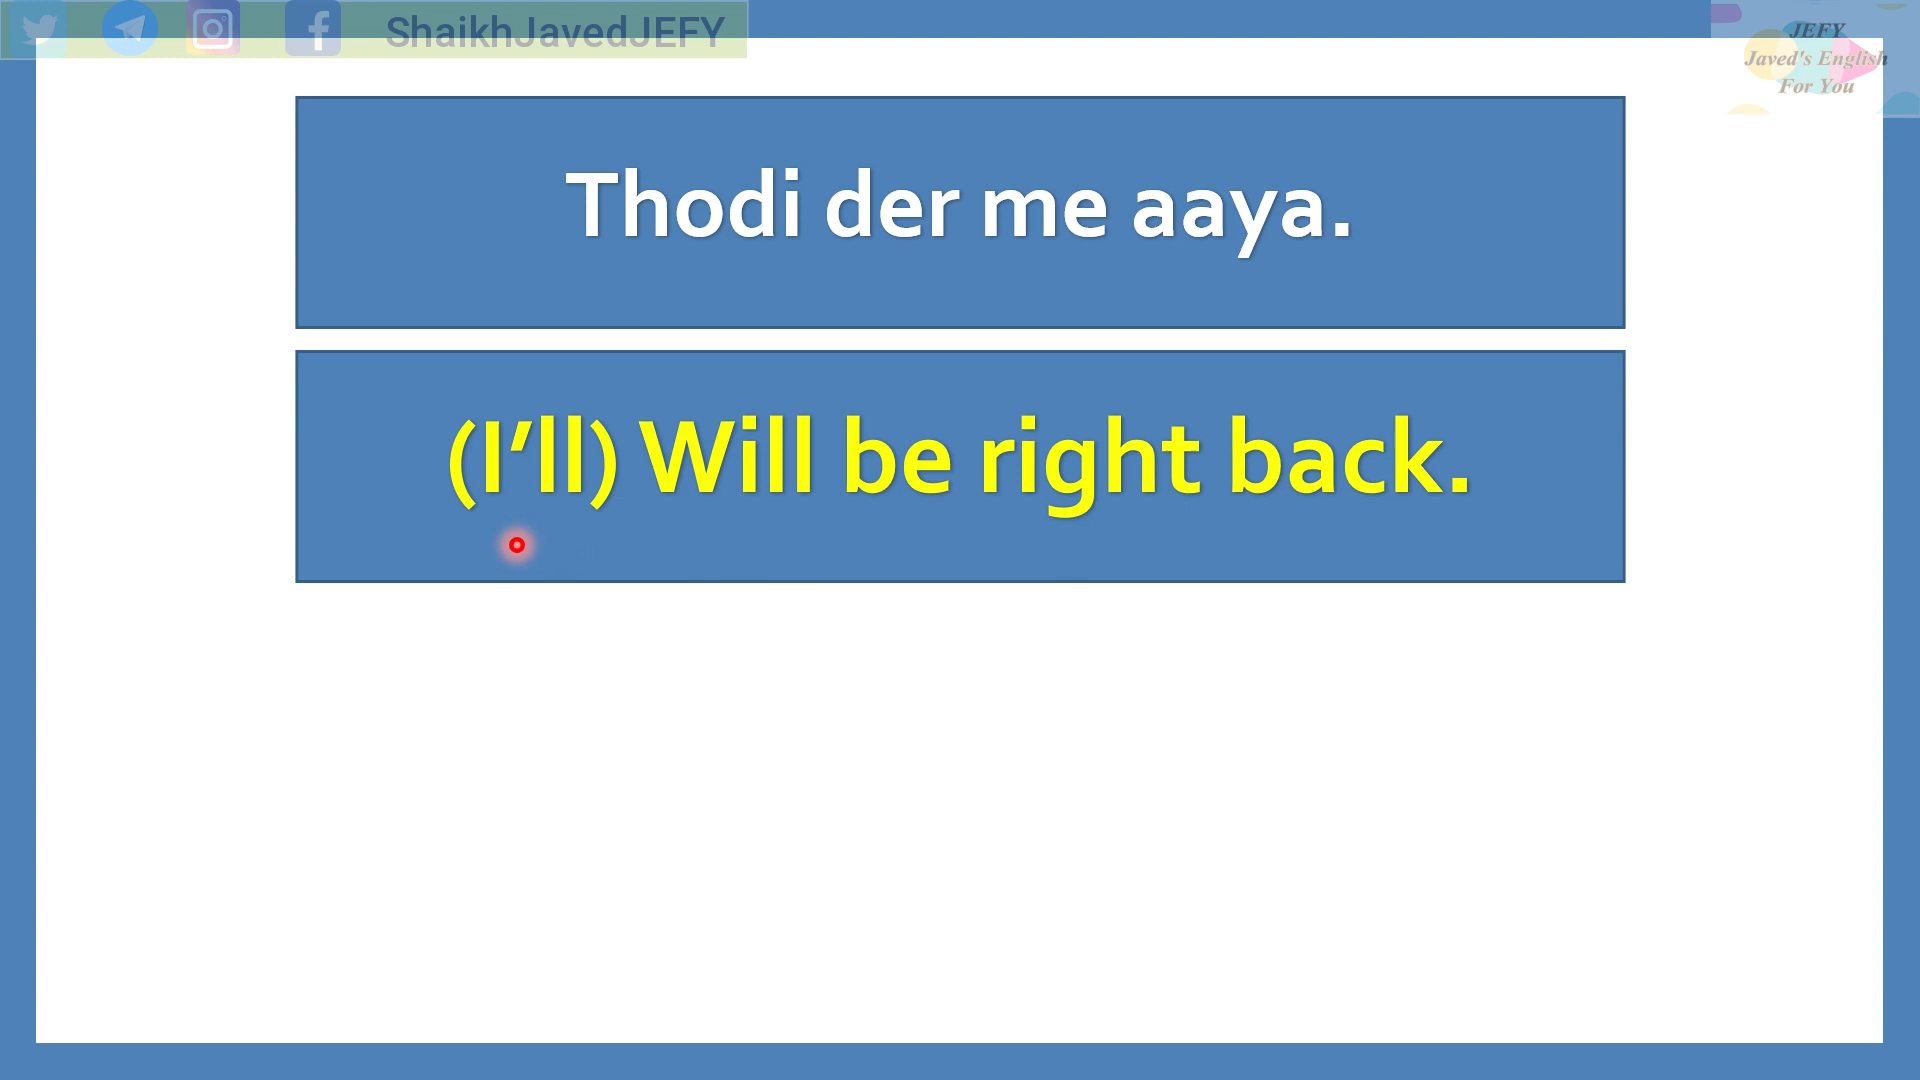 ShaikhJavedJEFY
JEFY
Javed's English
For You
Thodi der me aaya.
(I’ll) Will be right back.